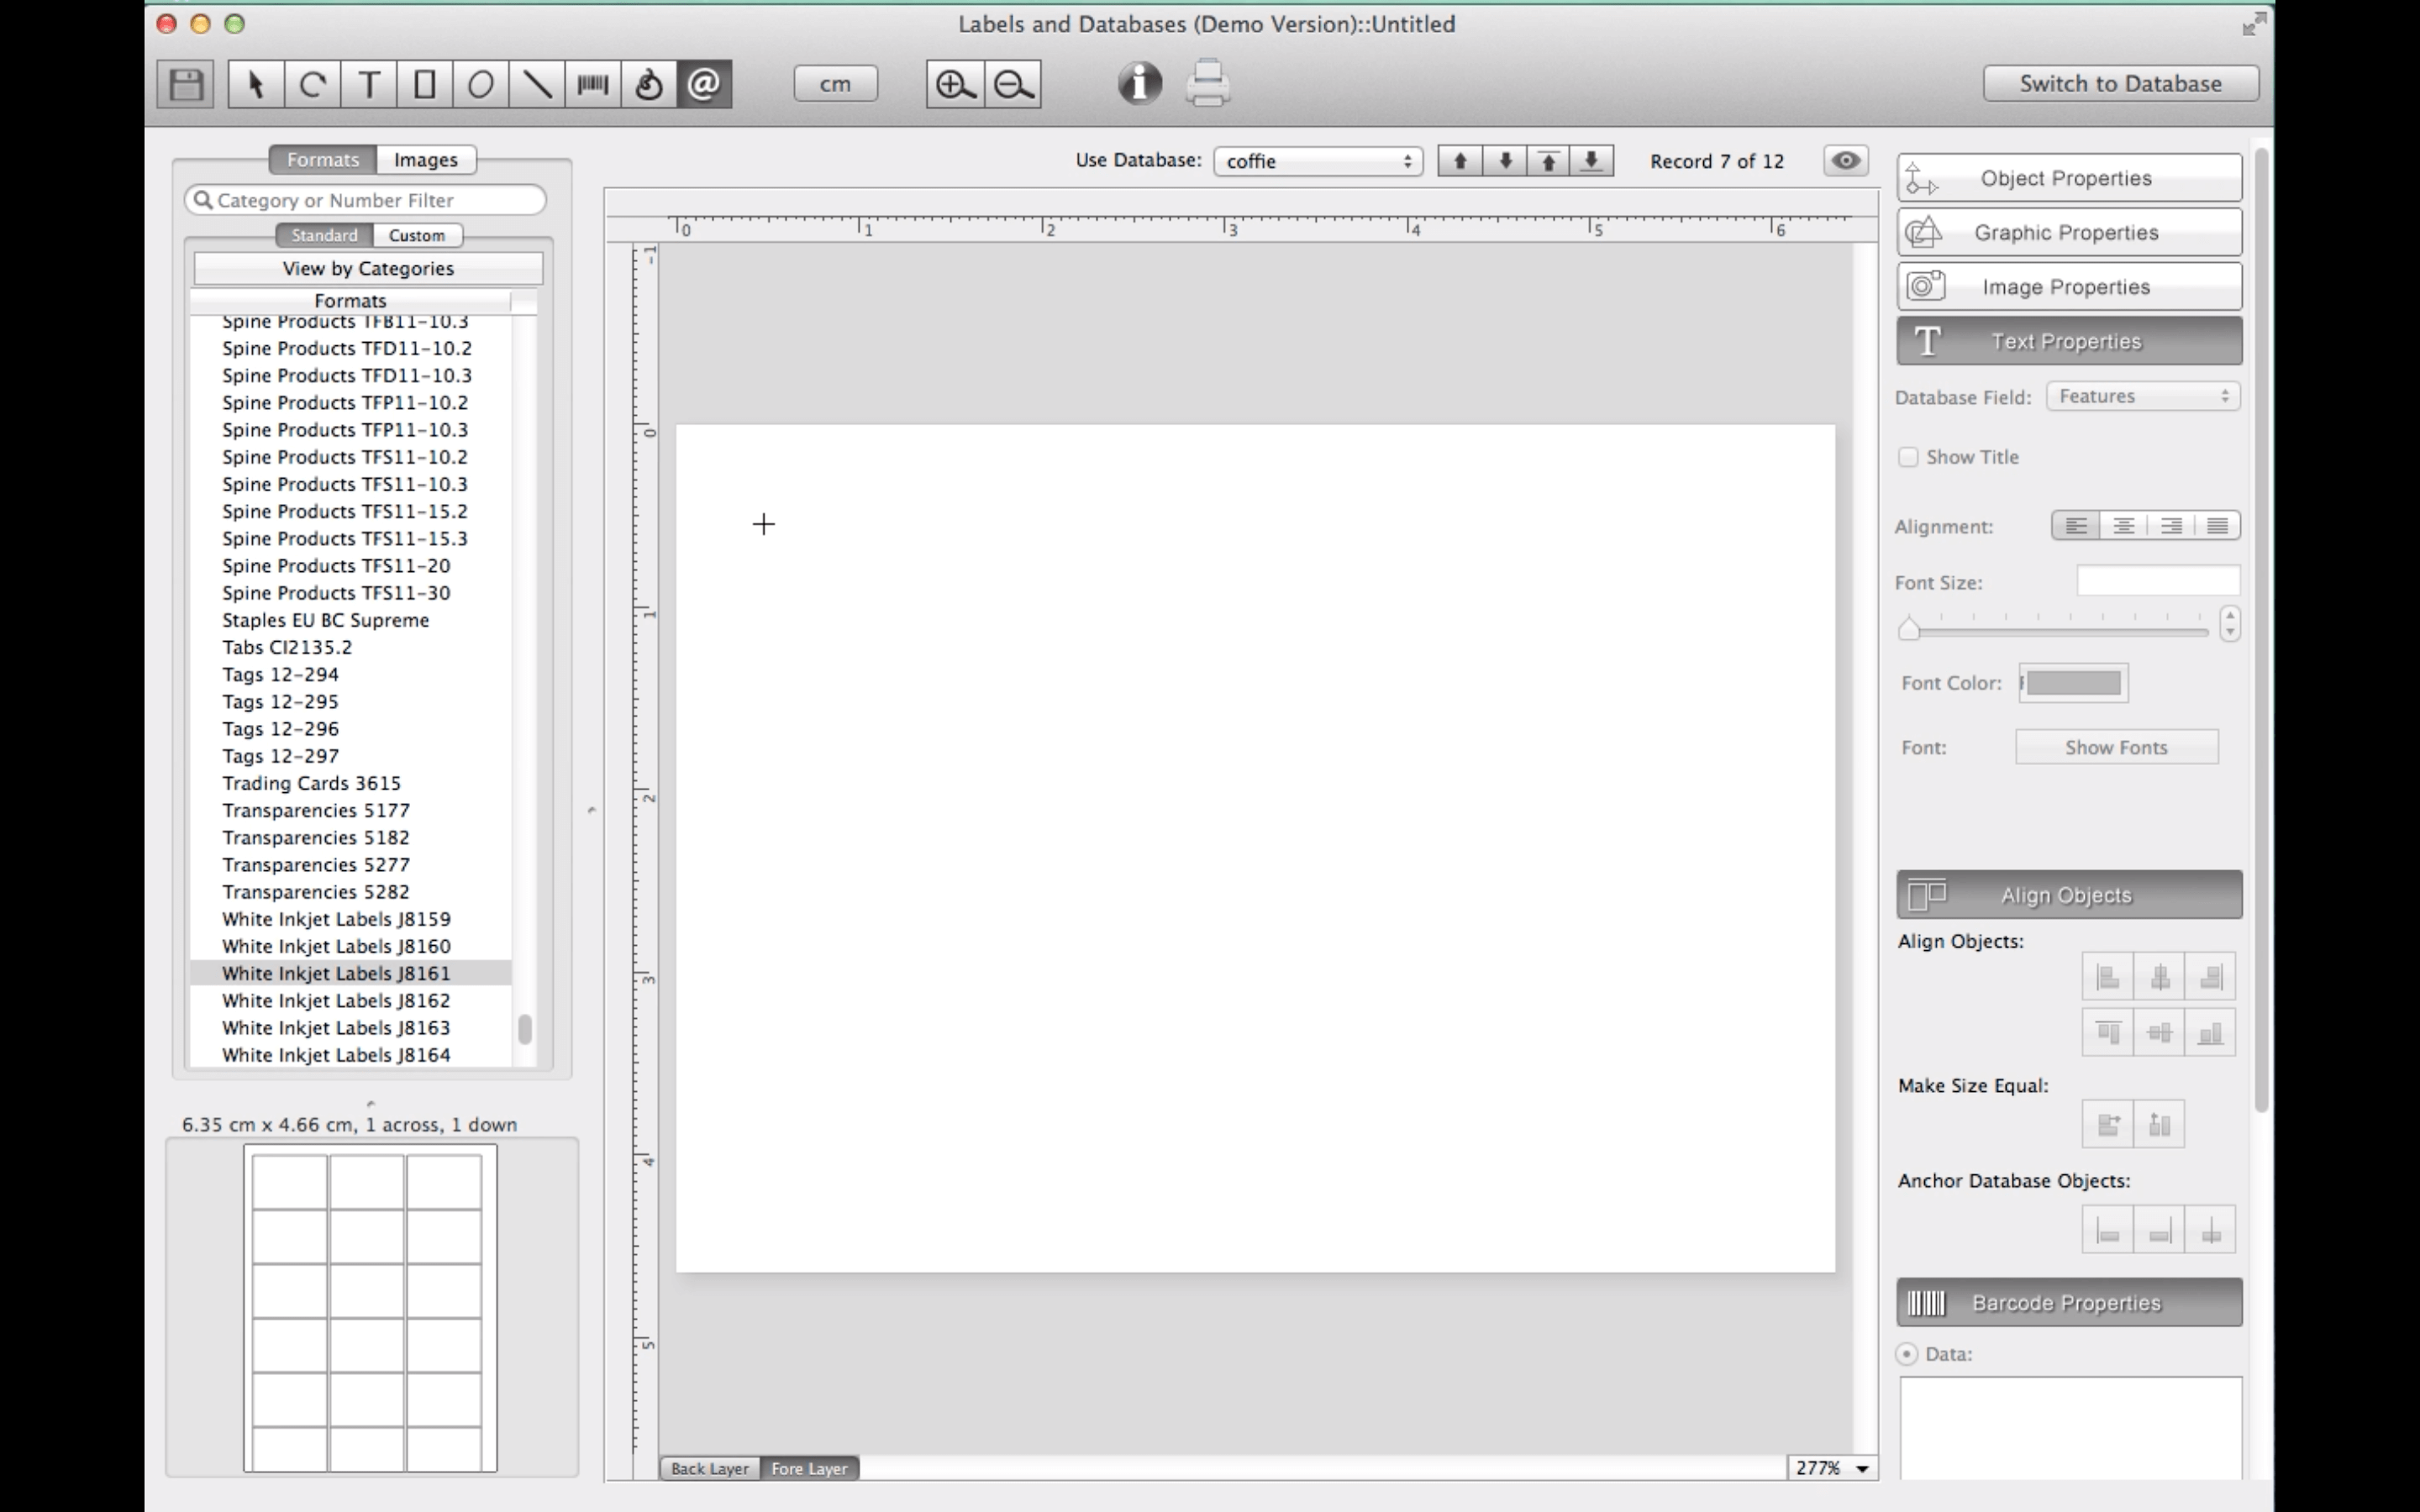 Labels and Databases (Demo Version)::Untitled
T
@
cm
Switch to Database
Formats
Images
Use Database:
coffie
Record 7 of 12
Category or Number Filter
Standard
Custom
View by Categories
Formats
Spine Products TFB11-10.3
Spine Products TFD11-10.2
Spine Products TFD11-10.3
Spine Products TFP11-10.2
Spine Products TFP11-10.3
Spine Products TFS11-10.2
Spine Products TFS11-10.3
Spine Products TFS11-15.2
Spine Products TFS11-15.3
Spine Products TFS11-20
Spine Products TFS11-30
Staples EU BC Supreme
Tabs CI2135.2
Tags 12-294
Tags 12-295
Tags 12-296
Tags 12-297
Trading Cards 3615
Transparencies 5177
Transparencies 5182
Transparencies 5277
Transparencies 5282
White Inkjet Labels J8159
White Inkjet Labels J8160
White Inkjet Labels J8161
White Inkjet Labels J8162
White Inkjet Labels J8163
White Inkjet Labels J8164
6.35 cm x 4.66 cm, 1 across, 1 down
0 1 2 3 4 5 6
-1
0
1
2
3
4
5
Back Layer
Fore Layer
277%
Object Properties
Graphic Properties
Image Properties
T Text Properties
Database Field:
Features
Show Title
Alignment:
Font Size:
Font Color:
Font:
Show Fonts
Align Objects
Align Objects:
Make Size Equal:
Anchor Database Objects:
Barcode Properties
Data: